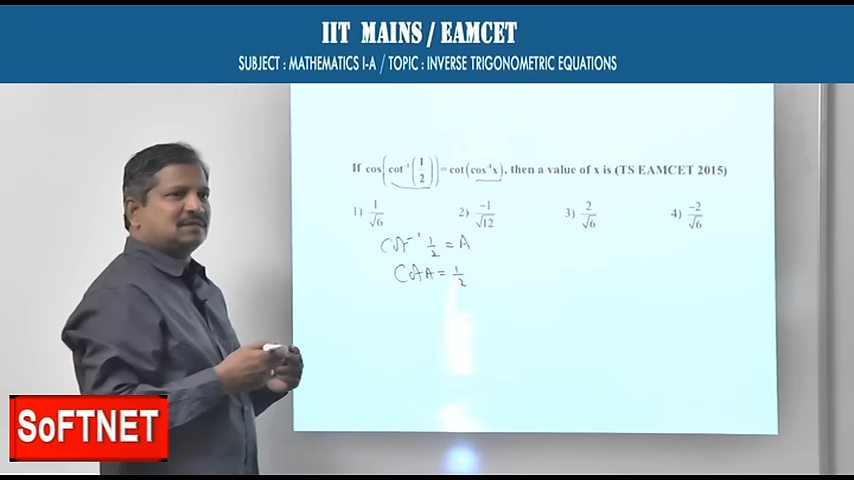 IIT MAINS / EAMCET
SUBJECT : MATHEMATICS I-A / TOPIC : INVERSE TRIGONOMETRIC EQUATIONS
If cos(cot⁻¹(1/2)) = cot(cos⁻¹x), then a value of x is (TS EAMCET 2015)
1) 1/√6 2) -1/√12 3) 2/√6 4) -2/√6
Cot⁻¹ 1/2 = A
CotA = 1/2
SoFTNET